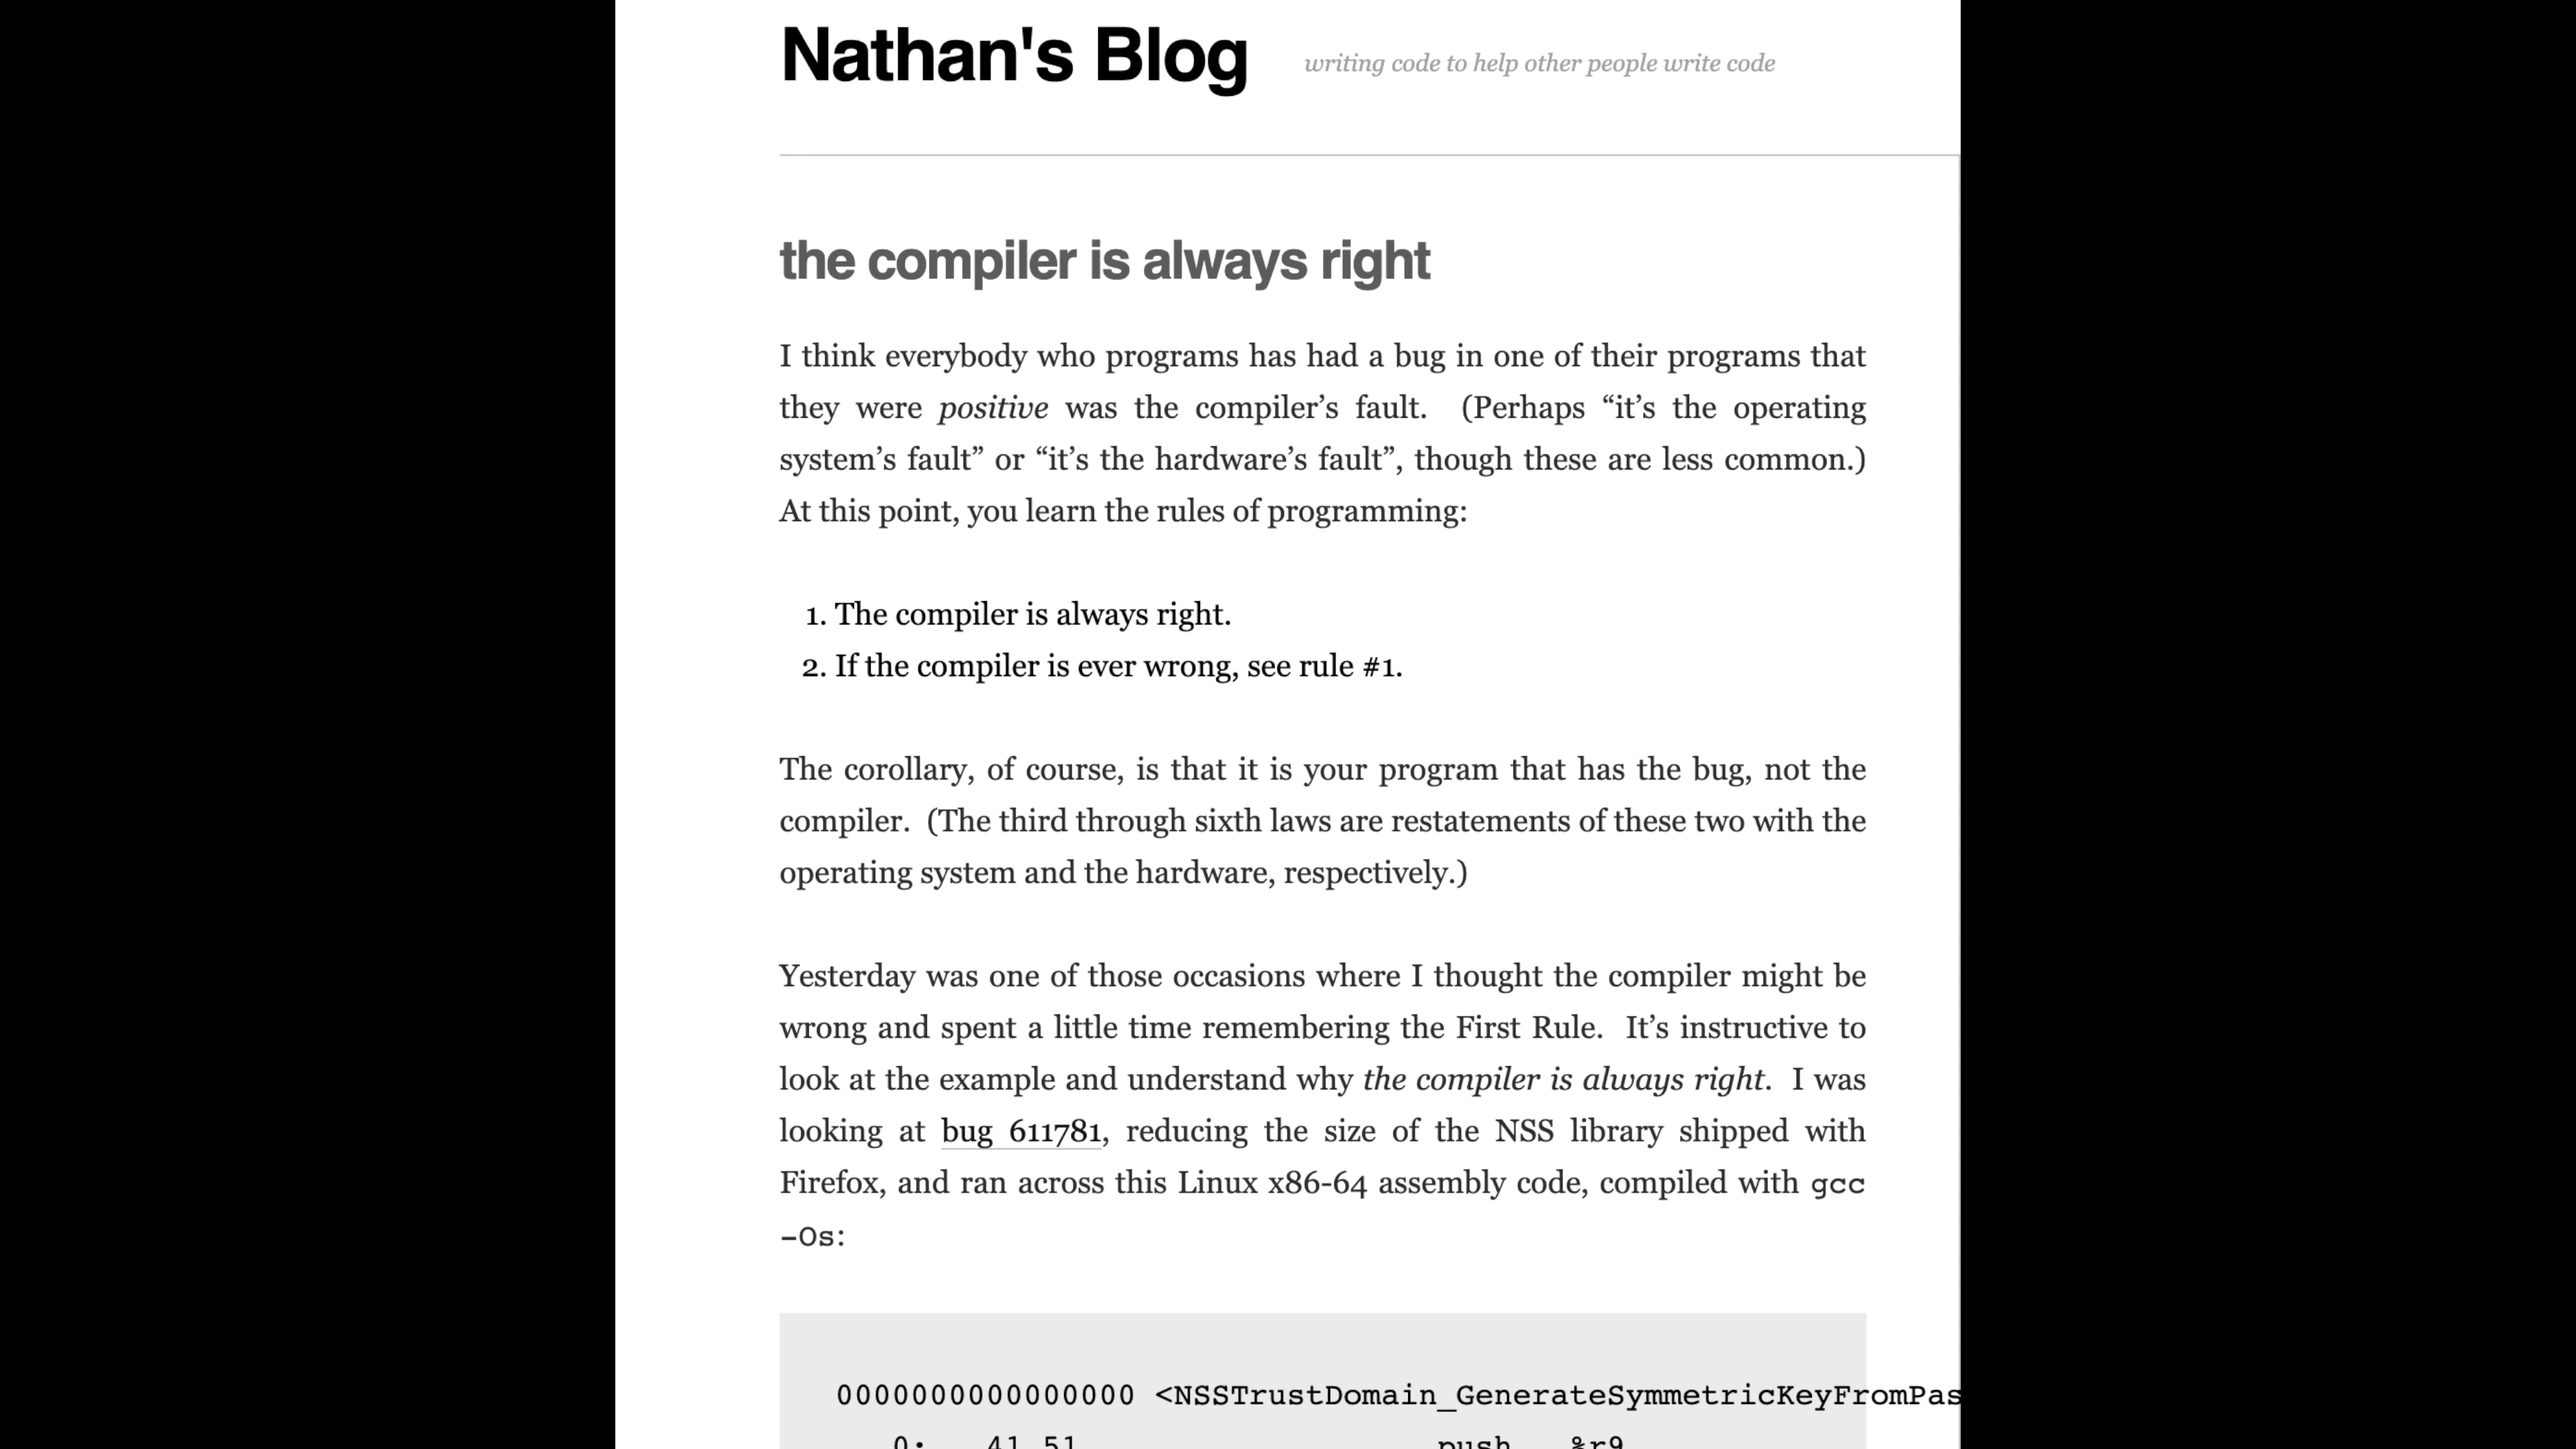 Nathan's Blog
writing code to help other people write code
the compiler is always right
I think everybody who programs has had a bug in one of their programs that
they were positive was the compiler’s fault. (Perhaps “it’s the operating
system’s fault” or “it’s the hardware’s fault”, though these are less common.)
At this point, you learn the rules of programming:
1. The compiler is always right.
2. If the compiler is ever wrong, see rule #1.
The corollary, of course, is that it is your program that has the bug, not the
compiler. (The third through sixth laws are restatements of these two with the
operating system and the hardware, respectively.)
Yesterday was one of those occasions where I thought the compiler might be
wrong and spent a little time remembering the First Rule. It’s instructive to
look at the example and understand why the compiler is always right. I was
looking at bug 611781, reducing the size of the NSS library shipped with
Firefox, and ran across this Linux x86-64 assembly code, compiled with gcc
-Os:
0000000000000000 <NSSTrustDomain_GenerateSymmetricKeyFromPas
0: 41 51 push %r9